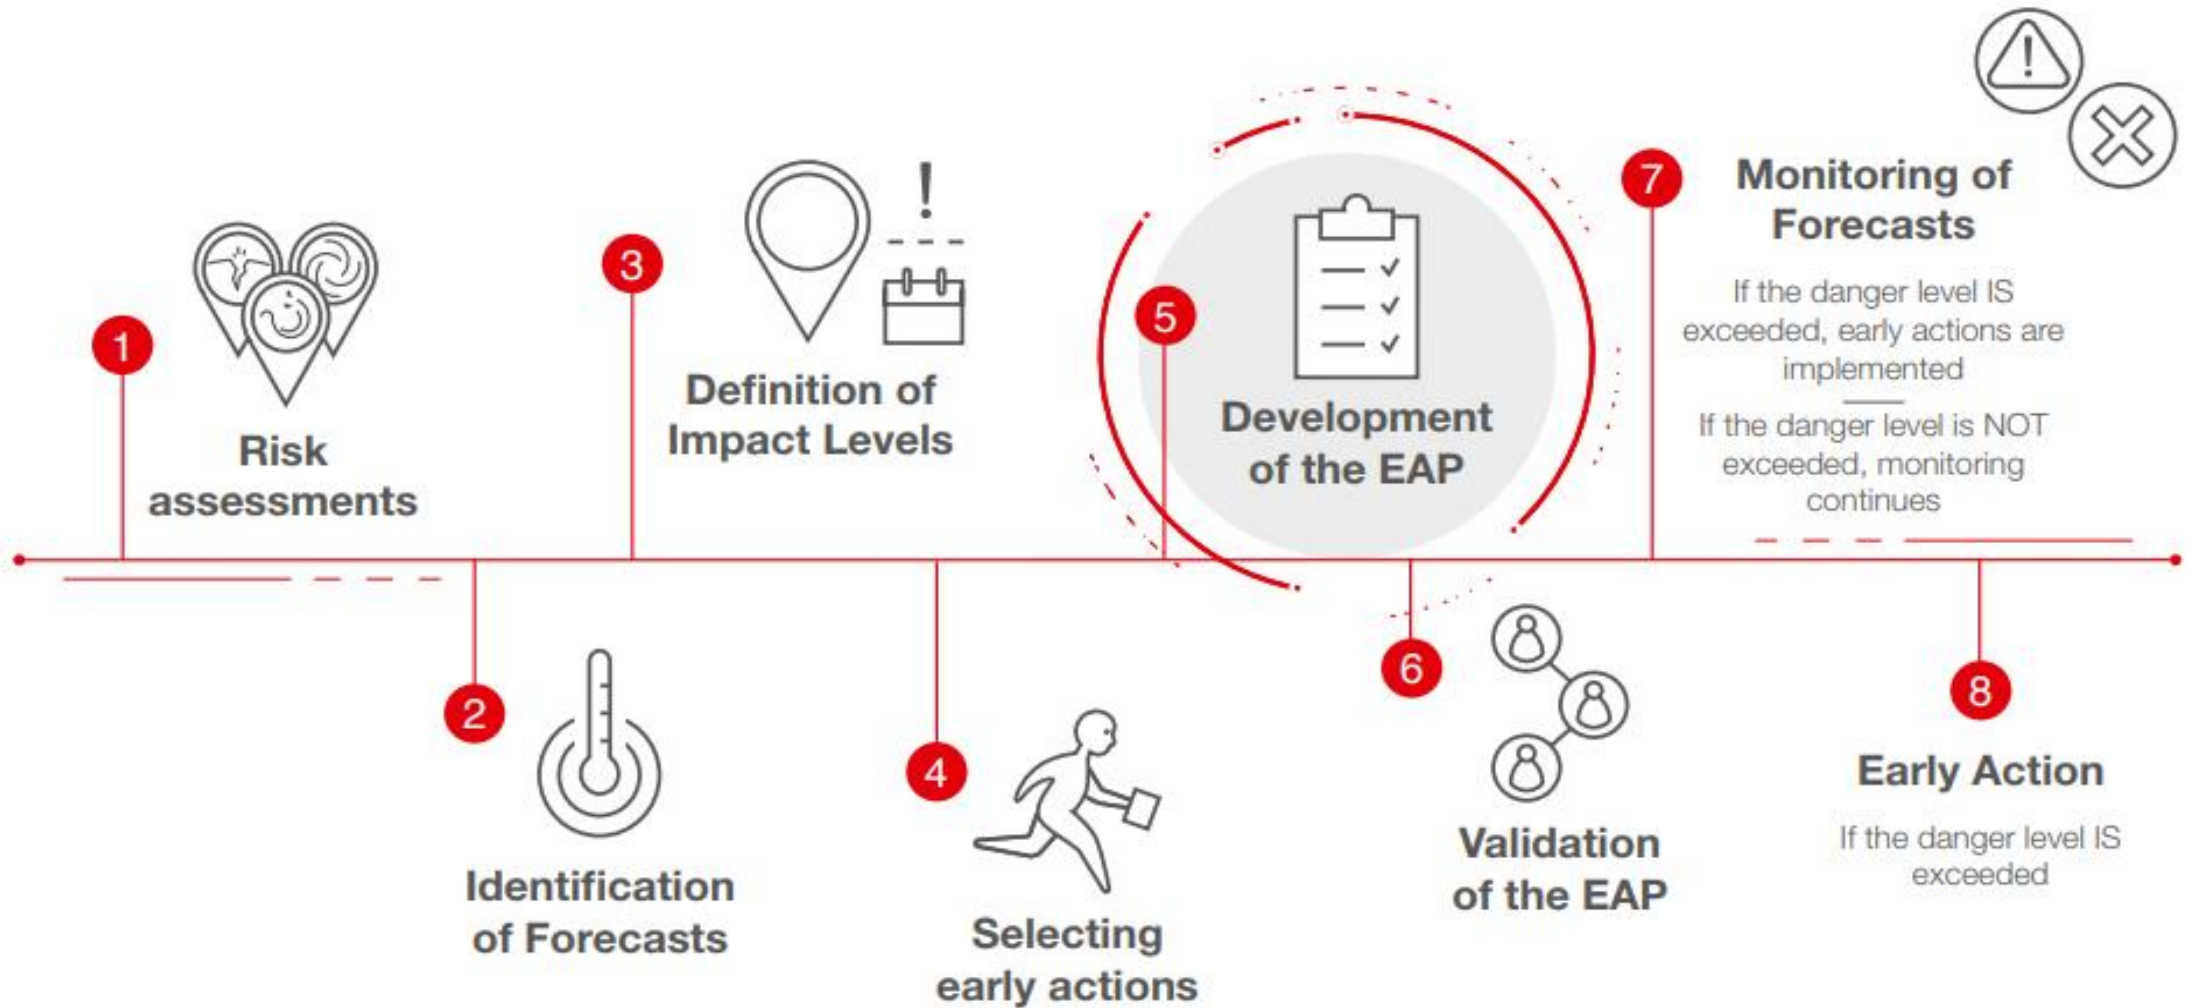 1
Risk
assessments
2
Identification
of Forecasts
3
!
Definition of
Impact Levels
4
Selecting
early actions
5
Development
of the EAP
6
Validation
of the EAP
7
!
Monitoring of
Forecasts
If the danger level IS
exceeded, early actions are
implemented
If the danger level is NOT
exceeded, monitoring
continues
8
Early Action
If the danger level IS
exceeded